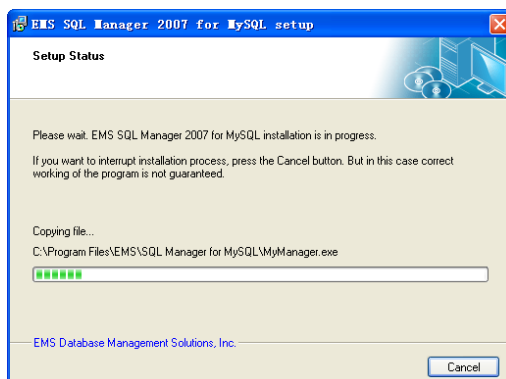 EMS SQL Manager 2007 for MySQL setup
Setup Status
Please wait. EMS SQL Manager 2007 for MySQL installation is in progress.
If you want to interrupt installation process, press the Cancel button. But in this case correct
working of the program is not guaranteed.
Copying file...
C:\Program Files\EMS\SQL Manager for MySQL\MyManager.exe
EMS Database Management Solutions, Inc.
Cancel